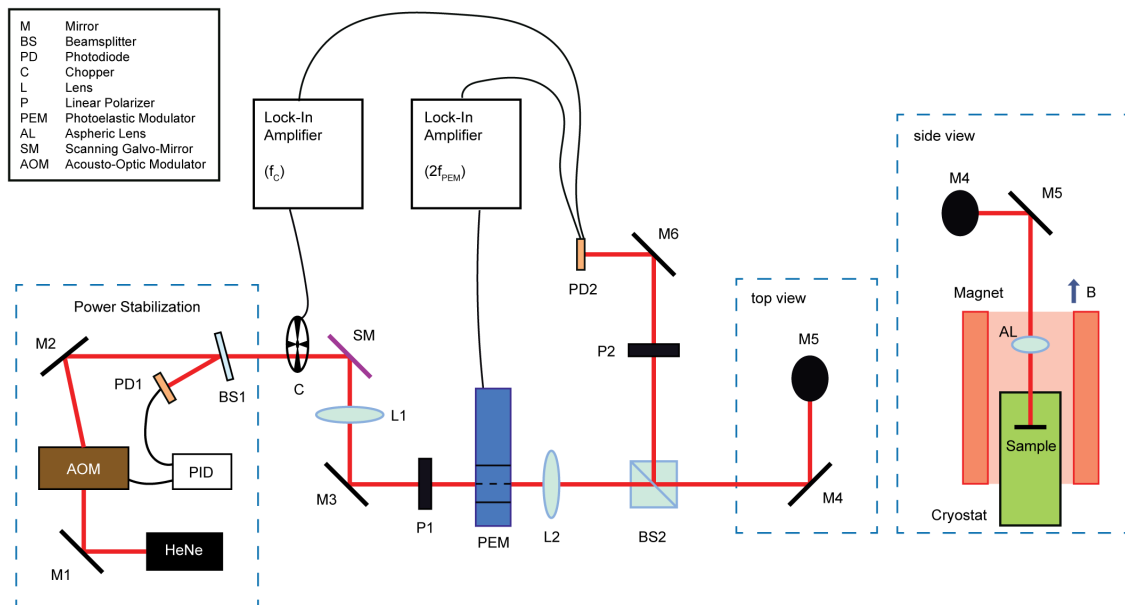 M Mirror
BS Beamsplitter
PD Photodiode
C Chopper
L Lens
P Linear Polarizer
PEM Photoelastic Modulator
AL Aspheric Lens
SM Scanning Galvo-Mirror
AOM Acousto-Optic Modulator
Lock-In
Amplifier
(fC)
Lock-In
Amplifier
(2fPEM)
side view
M4
M5
Magnet
B
AL
Sample
Cryostat
M6
PD2
P2
top view
M5
M4
Power Stabilization
M2
PD1
BS1
AOM
PID
M1
HeNe
C
SM
L1
M3
P1
PEM
L2
BS2